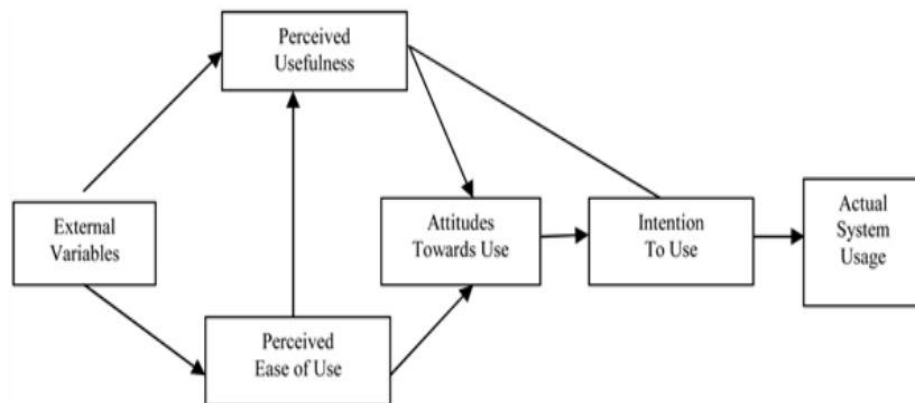 Perceived
Usefulness
External
Variables
Attitudes
Towards Use
Intention
To Use
Actual
System
Usage
Perceived
Ease of Use